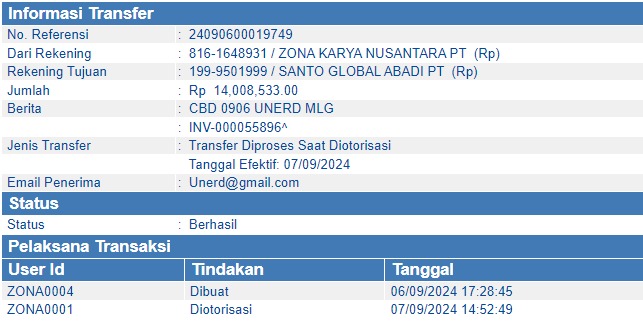 Informasi Transfer
No. Referensi : 24090600019749
Dari Rekening : 816-1648931 / ZONA KARYA NUSANTARA PT (Rp)
Rekening Tujuan : 199-9501999 / SANTO GLOBAL ABADI PT (Rp)
Jumlah : Rp 14,008,533.00
Berita : CBD 0906 UNERD MLG
: INV-000055896^
Jenis Transfer : Transfer Diproses Saat Diotorisasi
Tanggal Efektif: 07/09/2024
Email Penerima : Unerd@gmail.com
Status
Status : Berhasil
Pelaksana Transaksi
User Id Tindakan Tanggal
ZONA0004 Dibuat 06/09/2024 17:28:45
ZONA0001 Diotorisasi 07/09/2024 14:52:49